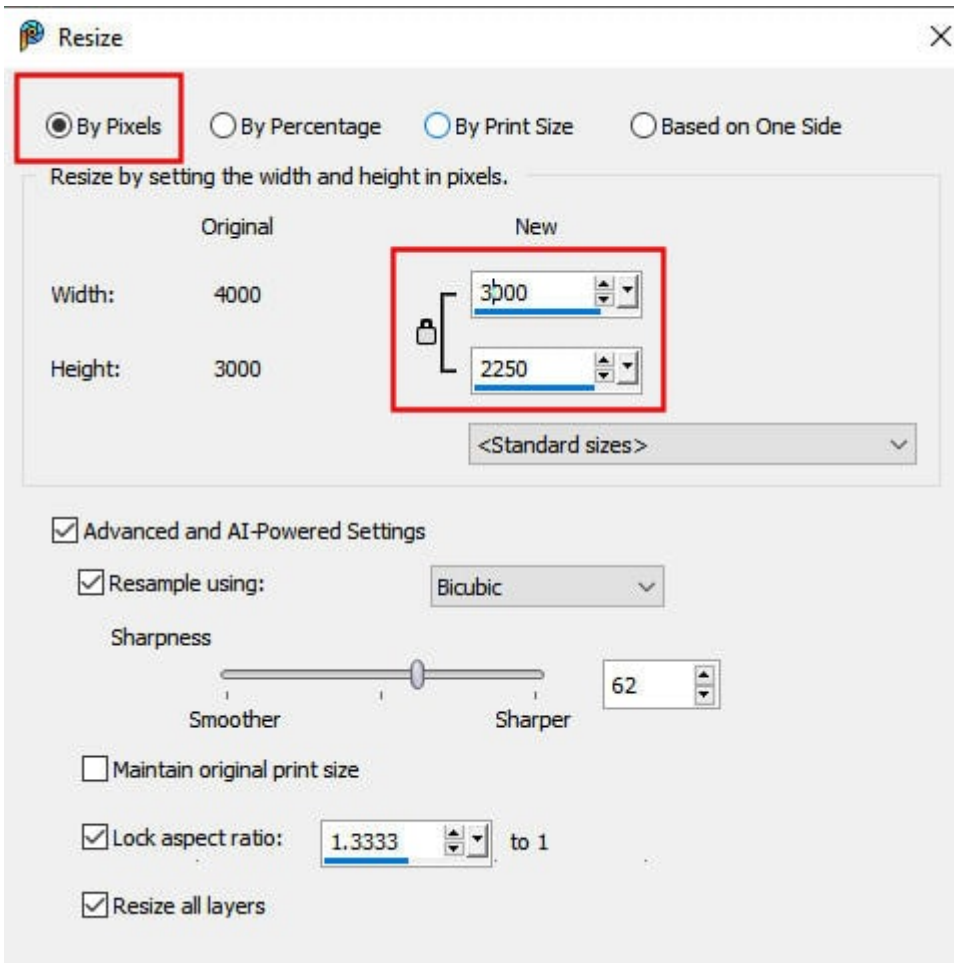 Resize
By Pixels By Percentage By Print Size Based on One Side
Resize by setting the width and height in pixels.
Original New
Width: 4000 3000
Height: 3000 2250
<Standard sizes>
Advanced and AI-Powered Settings
Resample using: Bicubic
Sharpness
62
Smoother Sharper
Maintain original print size
Lock aspect ratio: 1.3333 to 1
Resize all layers